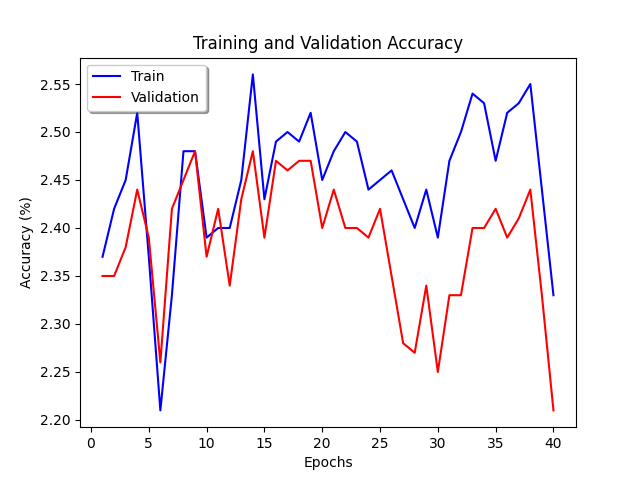 Training and Validation Accuracy
Train
Validation
Accuracy (%)
2.55
2.50
2.45
2.40
2.35
2.30
2.25
2.20
0 5 10 15 20 25 30 35 40
Epochs